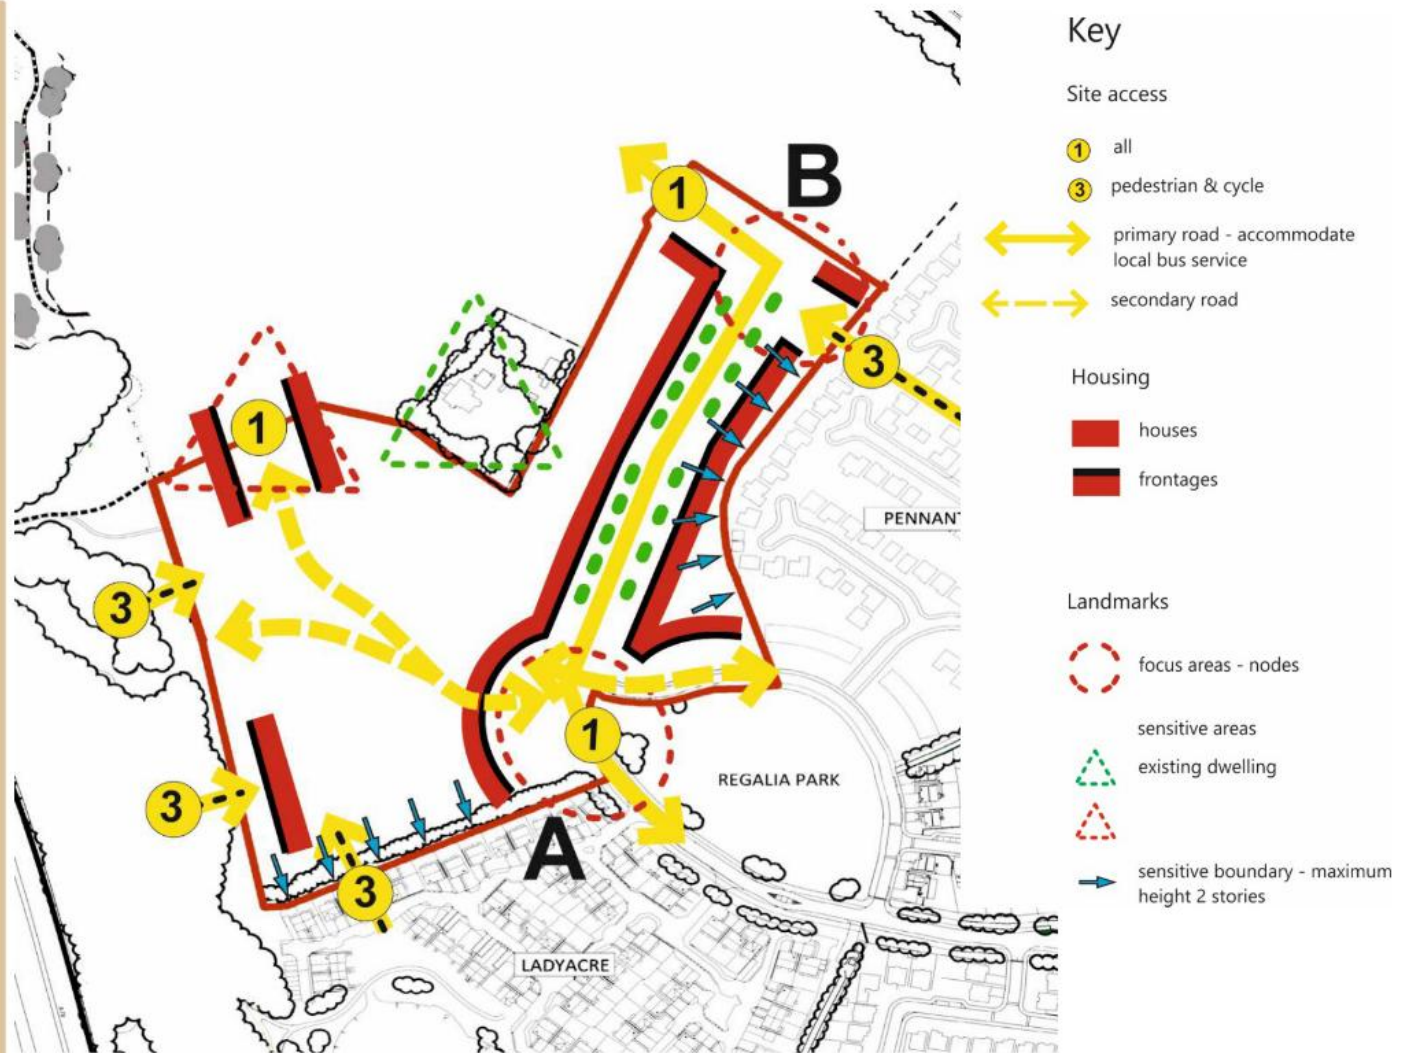 Key
Site access
1 all
3 pedestrian & cycle
primary road - accommodate
local bus service
secondary road
Housing
houses
frontages
Landmarks
focus areas - nodes
sensitive areas
existing dwelling
sensitive boundary - maximum
height 2 stories
1
B
3
1
PENNANT
3
1
REGALIA PARK
3
A
3
LADYACRE